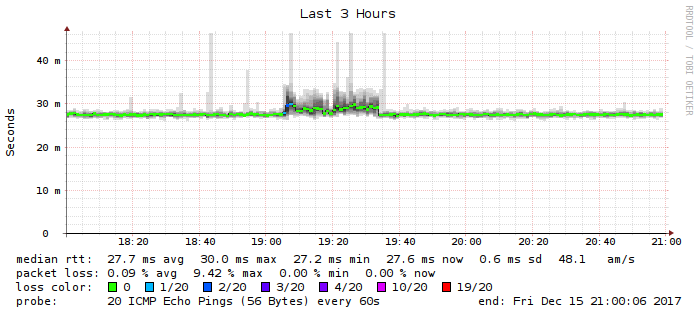 Last 3 Hours
RRDTOOL / TOBI OETIKER
Seconds
40 m
30 m
20 m
10 m
0
18:20 18:40 19:00 19:20 19:40 20:00 20:20 20:40 21:00
median rtt: 27.7 ms avg 30.0 ms max 27.2 ms min 27.6 ms now 0.6 ms sd 48.1 am/s
packet loss: 0.09 % avg 9.42 % max 0.00 % min 0.00 % now
loss color: 0 1/20 2/20 3/20 4/20 10/20 19/20
probe: 20 ICMP Echo Pings (56 Bytes) every 60s end: Fri Dec 15 21:00:06 2017